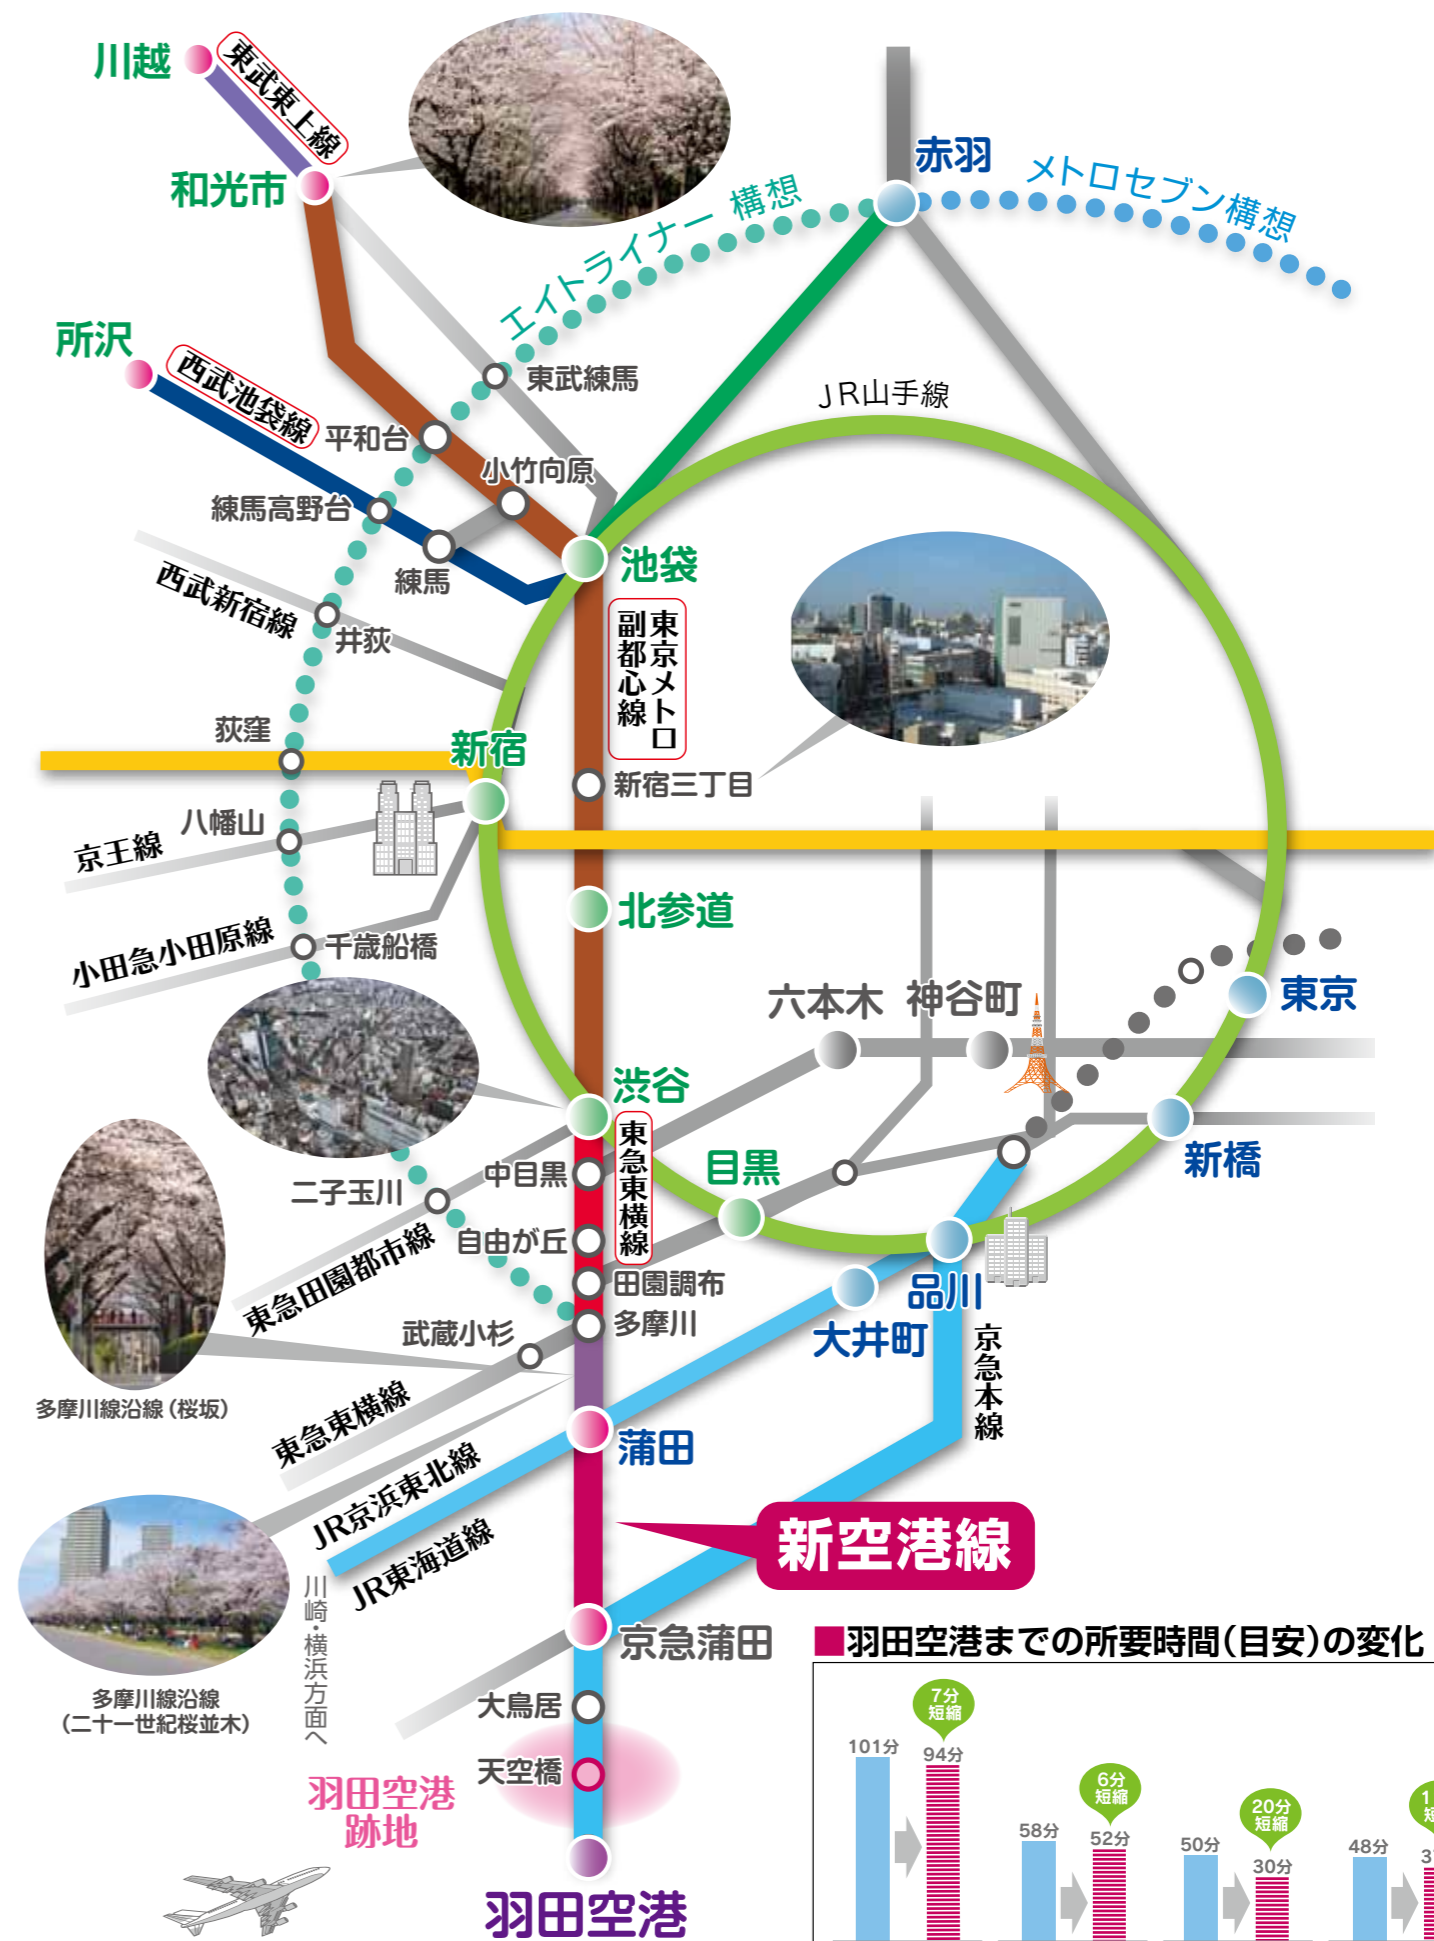 川越
東武東上線
和光市
赤羽
メトロセブン構想
エイトライナー 構想
所沢
西武池袋線
東武練馬
JR山手線
平和台
小竹向原
練馬高野台
練馬
池袋
西武新宿線
井荻
東京メトロ
副都心線
荻窪
新宿
新宿三丁目
八幡山
京王線
北参道
小田急小田原線
千歳船橋
六本木
神谷町
東京
渋谷
東急東横線
中目黒
目黒
新橋
二子玉川
自由が丘
東急田園都市線
田園調布
品川
武蔵小杉
多摩川
大井町
京急本線
多摩川線沿線(桜坂)
東急東横線
蒲田
JR京浜東北線
新空港線
JR東海道線
川崎・横浜方面へ
京急蒲田
多摩川線沿線
(二十一世紀桜並木)
大鳥居
天空橋
羽田空港
跡地
羽田空港
■羽田空港までの所要時間(目安)の変化
7分
短縮
101分
94分
6分
短縮
58分
52分
20分
短縮
50分
30分
48分